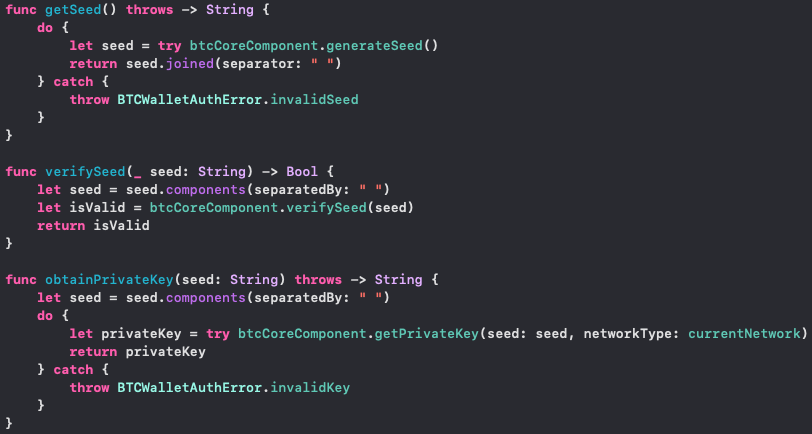 func getSeed() throws -> String {
    do {
        let seed = try btcCoreComponent.generateSeed()
        return seed.joined(separator: " ")
    } catch {
        throw BTCWalletAuthError.invalidSeed
    }
}

func verifySeed(_ seed: String) -> Bool {
    let seed = seed.components(separatedBy: " ")
    let isValid = btcCoreComponent.verifySeed(seed)
    return isValid
}

func obtainPrivateKey(seed: String) throws -> String {
    let seed = seed.components(separatedBy: " ")
    do {
        let privateKey = try btcCoreComponent.getPrivateKey(seed: seed, networkType: currentNetwork)
        return privateKey
    } catch {
        throw BTCWalletAuthError.invalidKey
    }
}